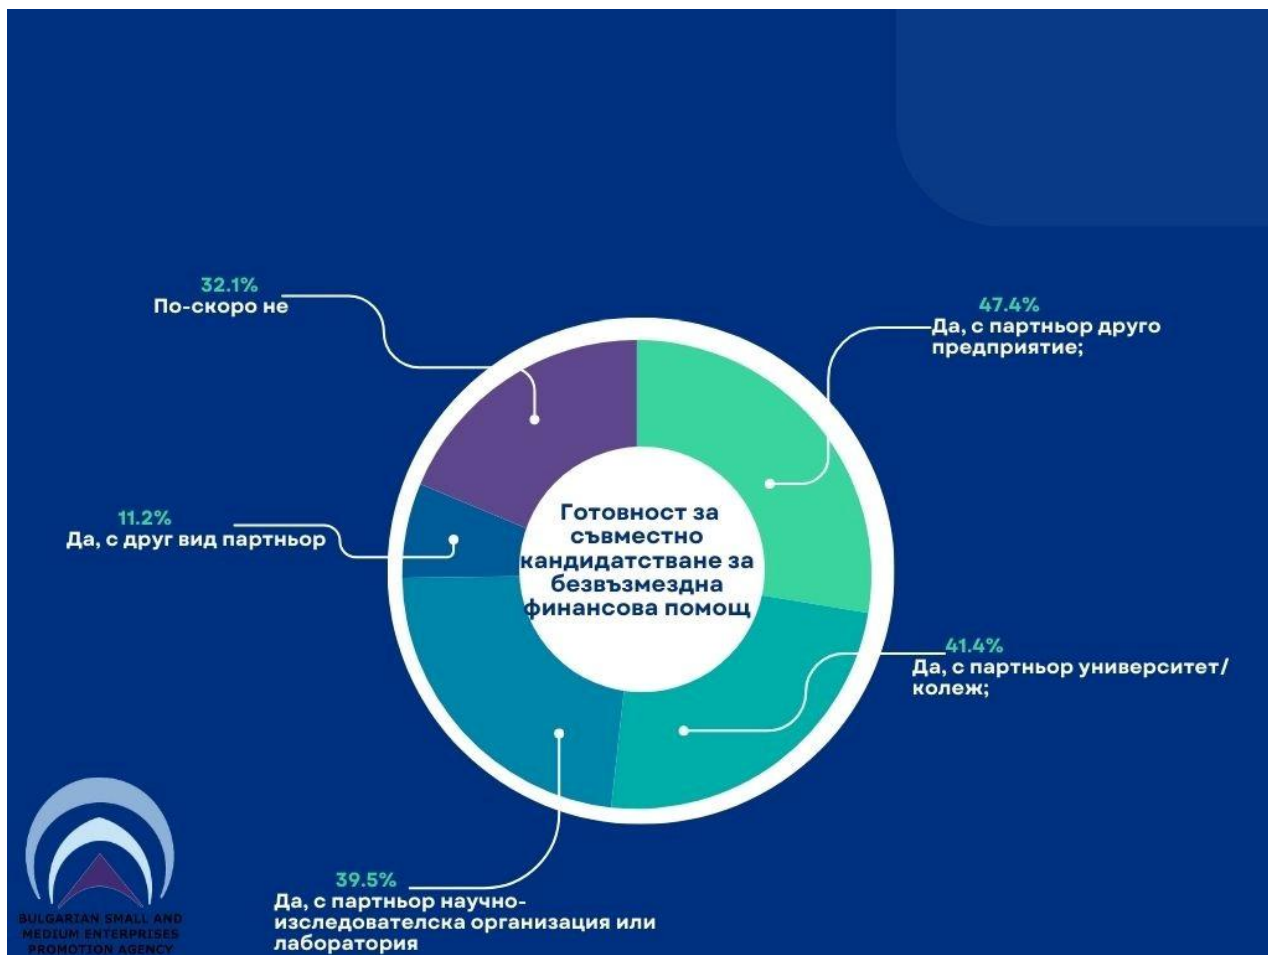 32.1%
По-скоро не
47.4%
Да, с партньор друго
предприятие;
11.2%
Да, с друг вид партньор
Готовност за
съвместно
кандидатстване за
безвъзмездна
финансова помощ
41.4%
Да, с партньор университет/
колеж;
39.5%
Да, с партньор научно-
изследователска организация или
лаборатория
BULGARIAN SMALL AND
MEDIUM ENTERPRISES
PROMOTION AGENCY